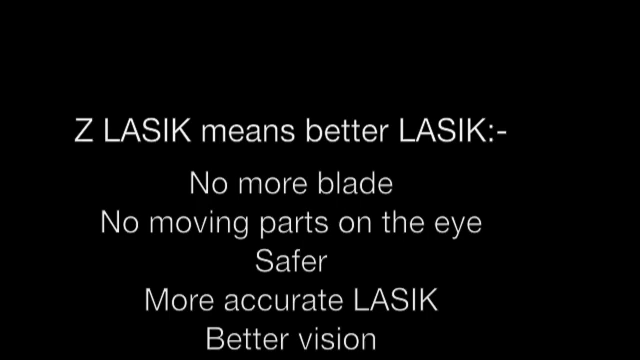 Z LASIK means better LASIK:-
No more blade
No moving parts on the eye
Safer
More accurate LASIK
Better vision